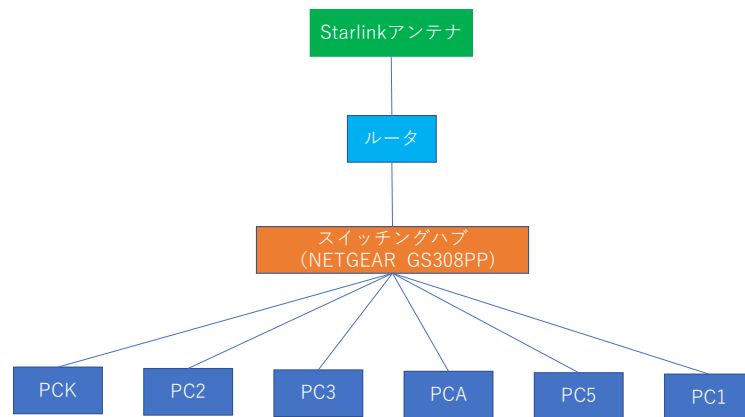 Starlinkアンテナ
ルータ
スイッチングハブ
(NETGEAR GS308PP)
PCK
PC2
PC3
PCA
PC5
PC1